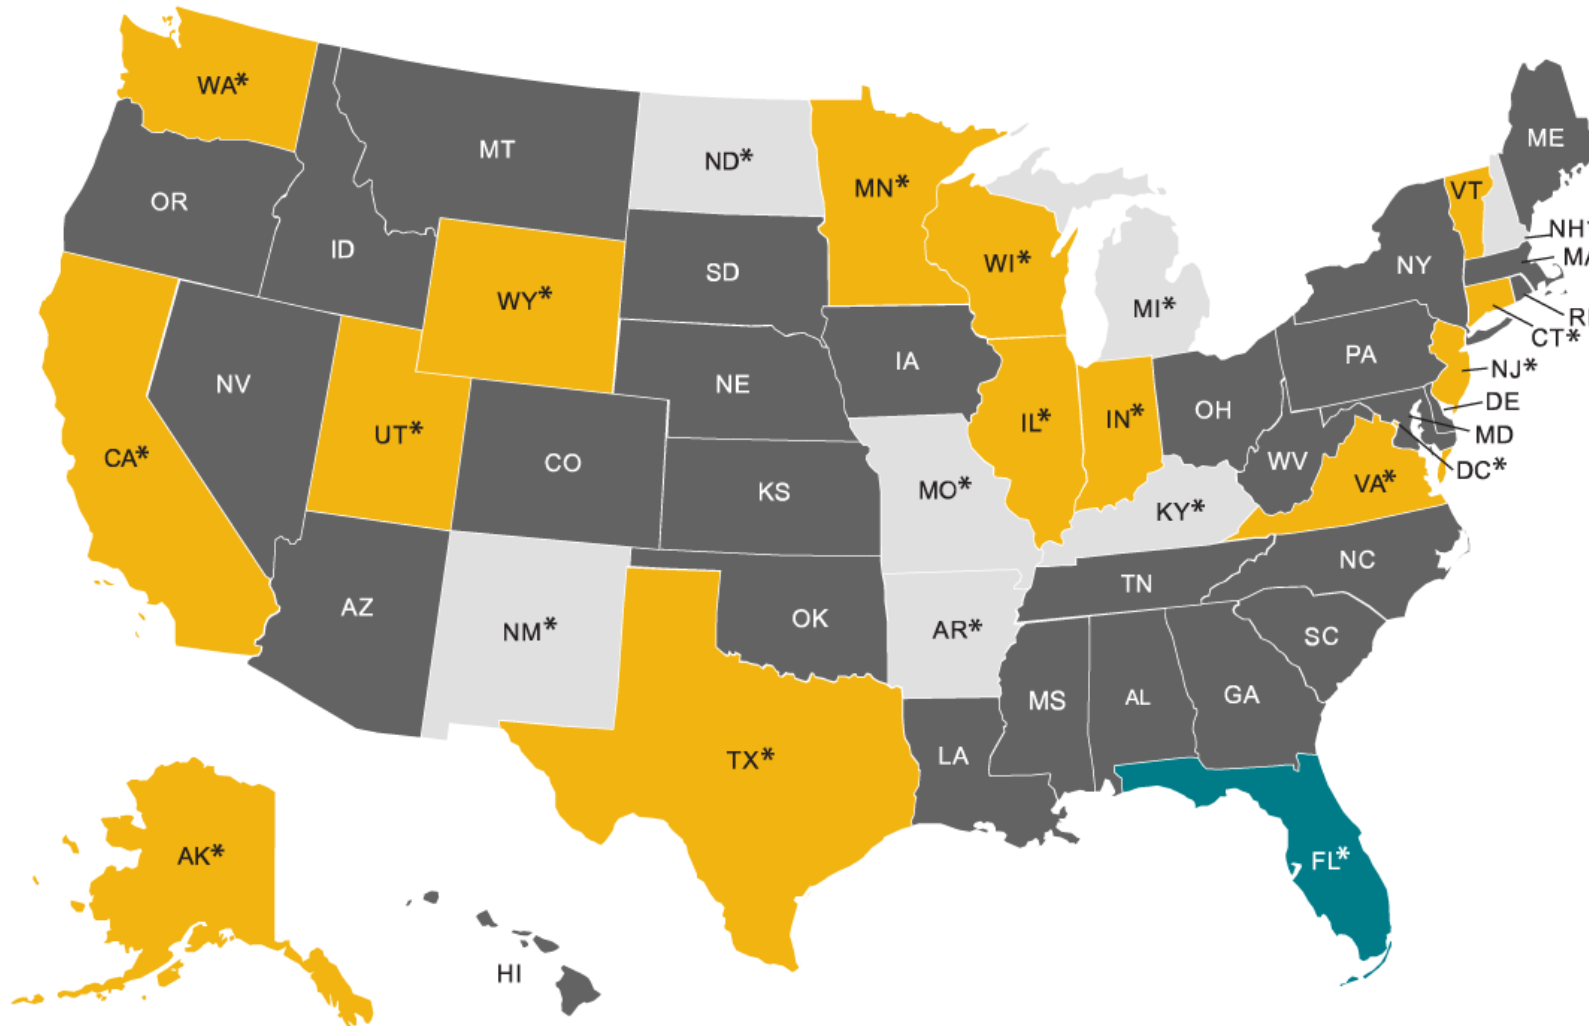 WA*
MT
ND*
MN*
ME
OR
VT
ID
NH*
SD
WI*
NY
MA
WY*
MI*
RI
CT*
IA
PA
NV
NE
NJ*
DE
OH
IL*
IN*
UT*
MD
CA*
CO
WV
DC*
KS
MO*
VA*
KY*
NC
AZ
TN
OK
NM*
AR*
SC
MS
AL
GA
LA
TX*
AK*
FL*
HI